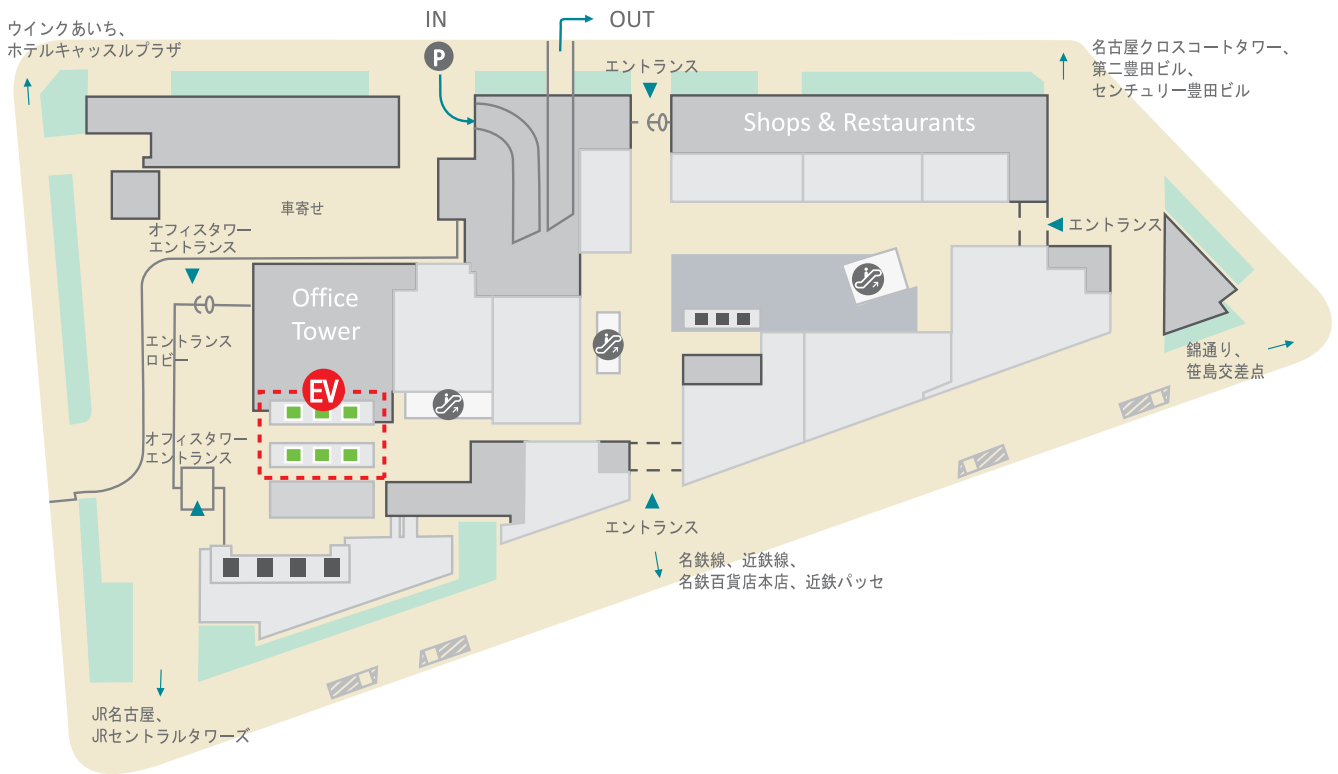 IN
OUT
ウインクあいち、
ホテルキャッスルプラザ
P
エントランス
名古屋クロスコートタワー、
第二豊田ビル、
センチュリー豊田ビル
Shops & Restaurants
車寄せ
オフィスタワー
エントランス
エントランス
Office
Tower
エントランス
ロビー
EV
錦通り、
笹島交差点
オフィスタワー
エントランス
エントランス
名鉄線、近鉄線、
名鉄百貨店本店、近鉄パッセ
JR名古屋、
JRセントラルタワーズ